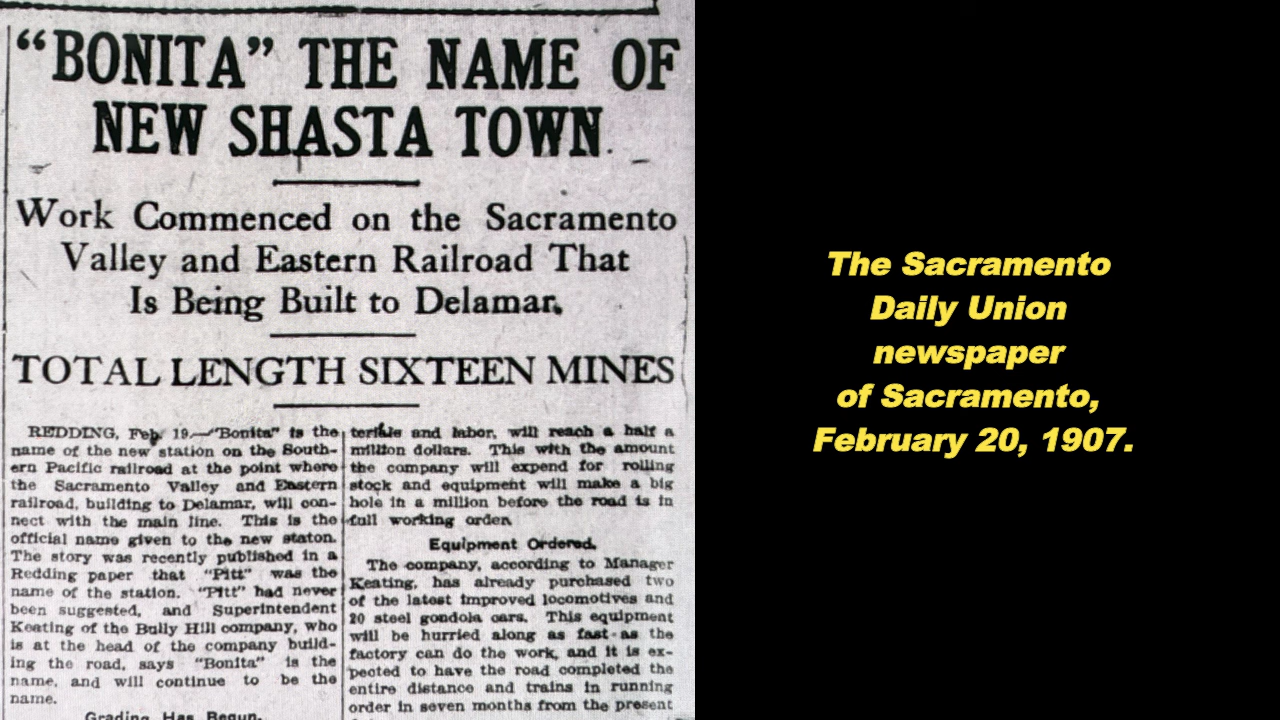 “BONITA” THE NAME OF
NEW SHASTA TOWN.
Work Commenced on the Sacramento
Valley and Eastern Railroad That
Is Being Built to Delamar.
TOTAL LENGTH SIXTEEN MINES
REDDING, Feb. 19.—“Bonita” is the
name of the new station on the South-
ern Pacific railroad at the point where
the Sacramento Valley and Eastern
railroad, building to Delamar, will con-
nect with the main line. This is the
official name given to the new staton.
The story was recently published in a
Redding paper that “Pitt” was the
name of the station. “Pitt” had never
been suggested, and Superintendent
Keating of the Bully Hill company, who
is at the head of the company build-
ing the road, says “Bonita” is the
name, and will continue to be the
name.
Grading Has Begun.
terials and labor, will reach a half a
million dollars. This with the amount
the company will expend for rolling
stock and equipment will make a big
hole in a million before the road is in
full working order.
Equipment Ordered.
The company, according to Manager
Keating, has already purchased two
of the latest improved locomotives and
20 steel gondola cars. This equipment
will be hurried along as fast as the
factory can do the work, and it is ex-
pected to have the road completed the
entire distance and trains in running
order in seven months from the present
The Sacramento
Daily Union
newspaper
of Sacramento,
February 20, 1907.